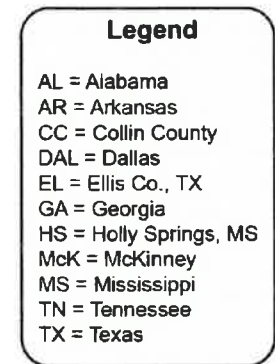 Legend
AL = Alabama
AR = Arkansas
CC = Collin County
DAL = Dallas
EL = Ellis Co., TX
GA = Georgia
HS = Holly Springs, MS
McK = McKinney
MS = Mississippi
TN = Tennessee
TX = Texas